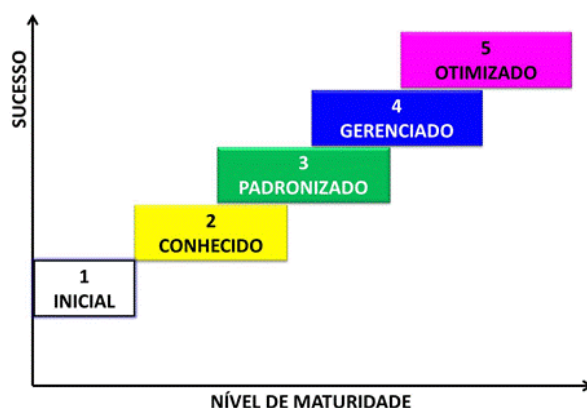 SUCESSO
5
OTIMIZADO
4
GERENCIADO
3
PADRONIZADO
2
CONHECIDO
1
INICIAL
NÍVEL DE MATURIDADE